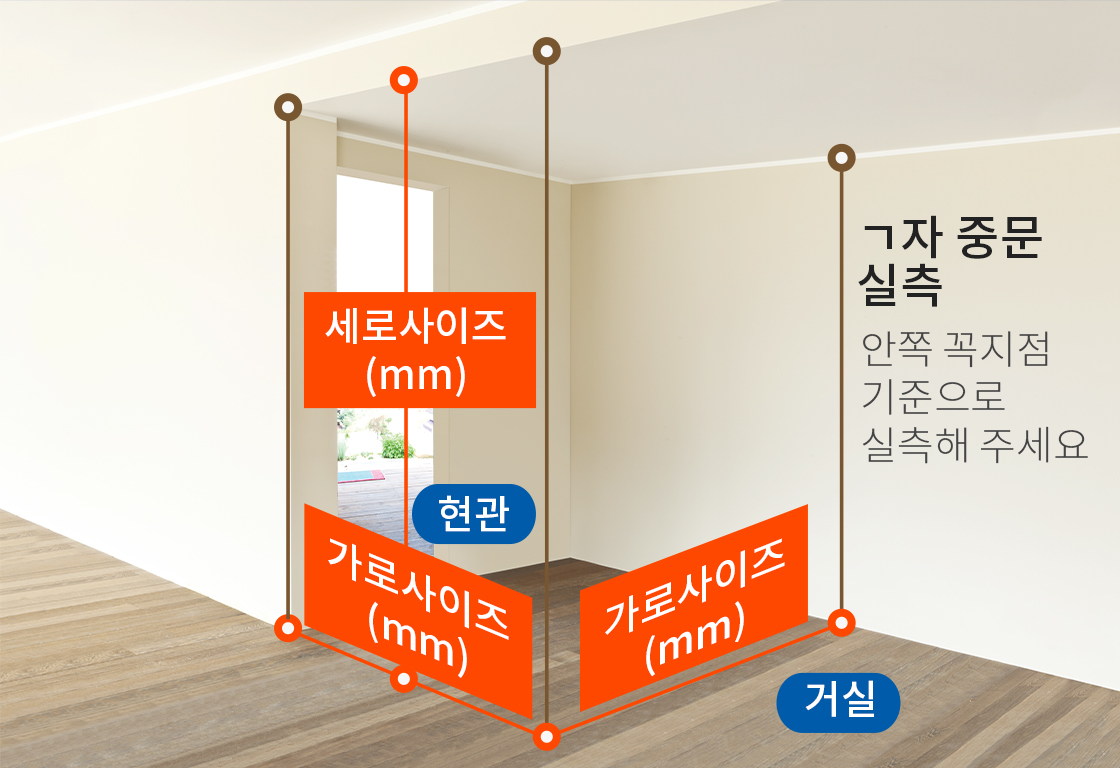 ㄱ자 중문
실측
안쪽 꼭지점
기준으로
실측해 주세요
세로사이즈
(mm)
현관
가로사이즈
(mm)
가로사이즈
(mm)
거실